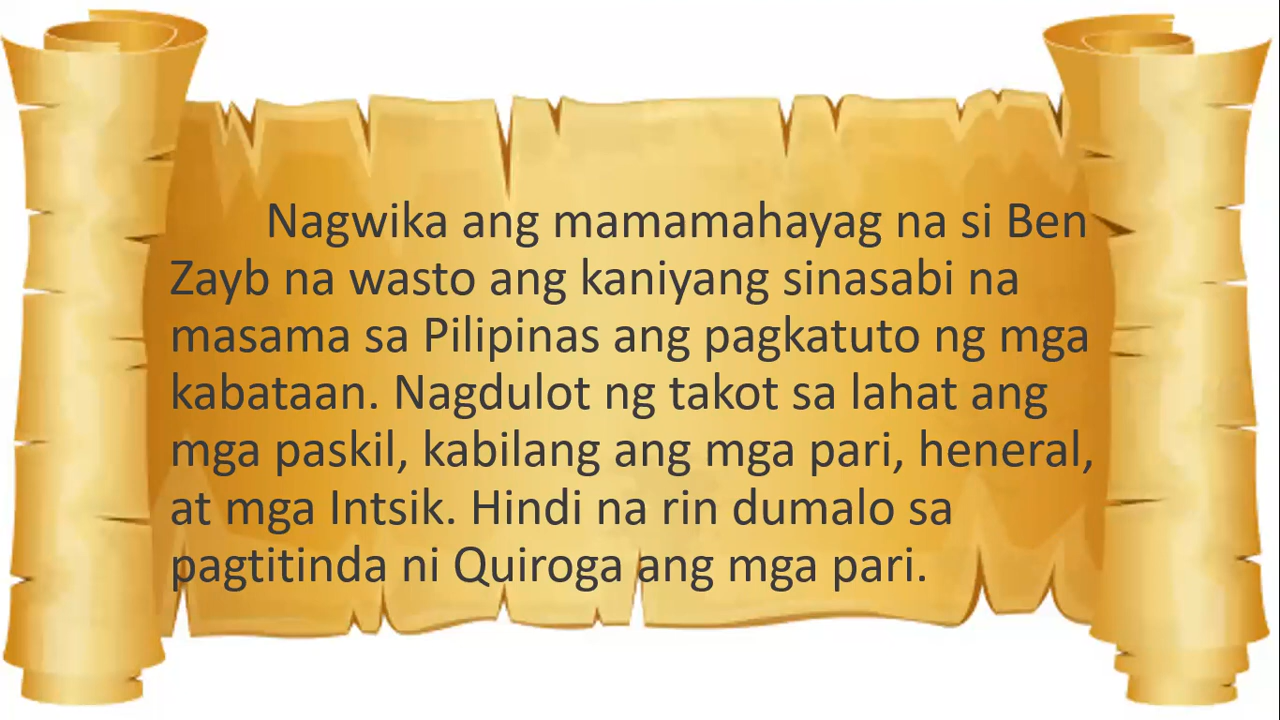 Nagwika ang mamamahayag na si Ben
Zayb na wasto ang kaniyang sinasabi na
masama sa Pilipinas ang pagkatuto ng mga
kabataan. Nagdulot ng takot sa lahat ang
mga paskil, kabilang ang mga pari, heneral,
at mga Intsik. Hindi na rin dumalo sa
pagtitinda ni Quiroga ang mga pari.